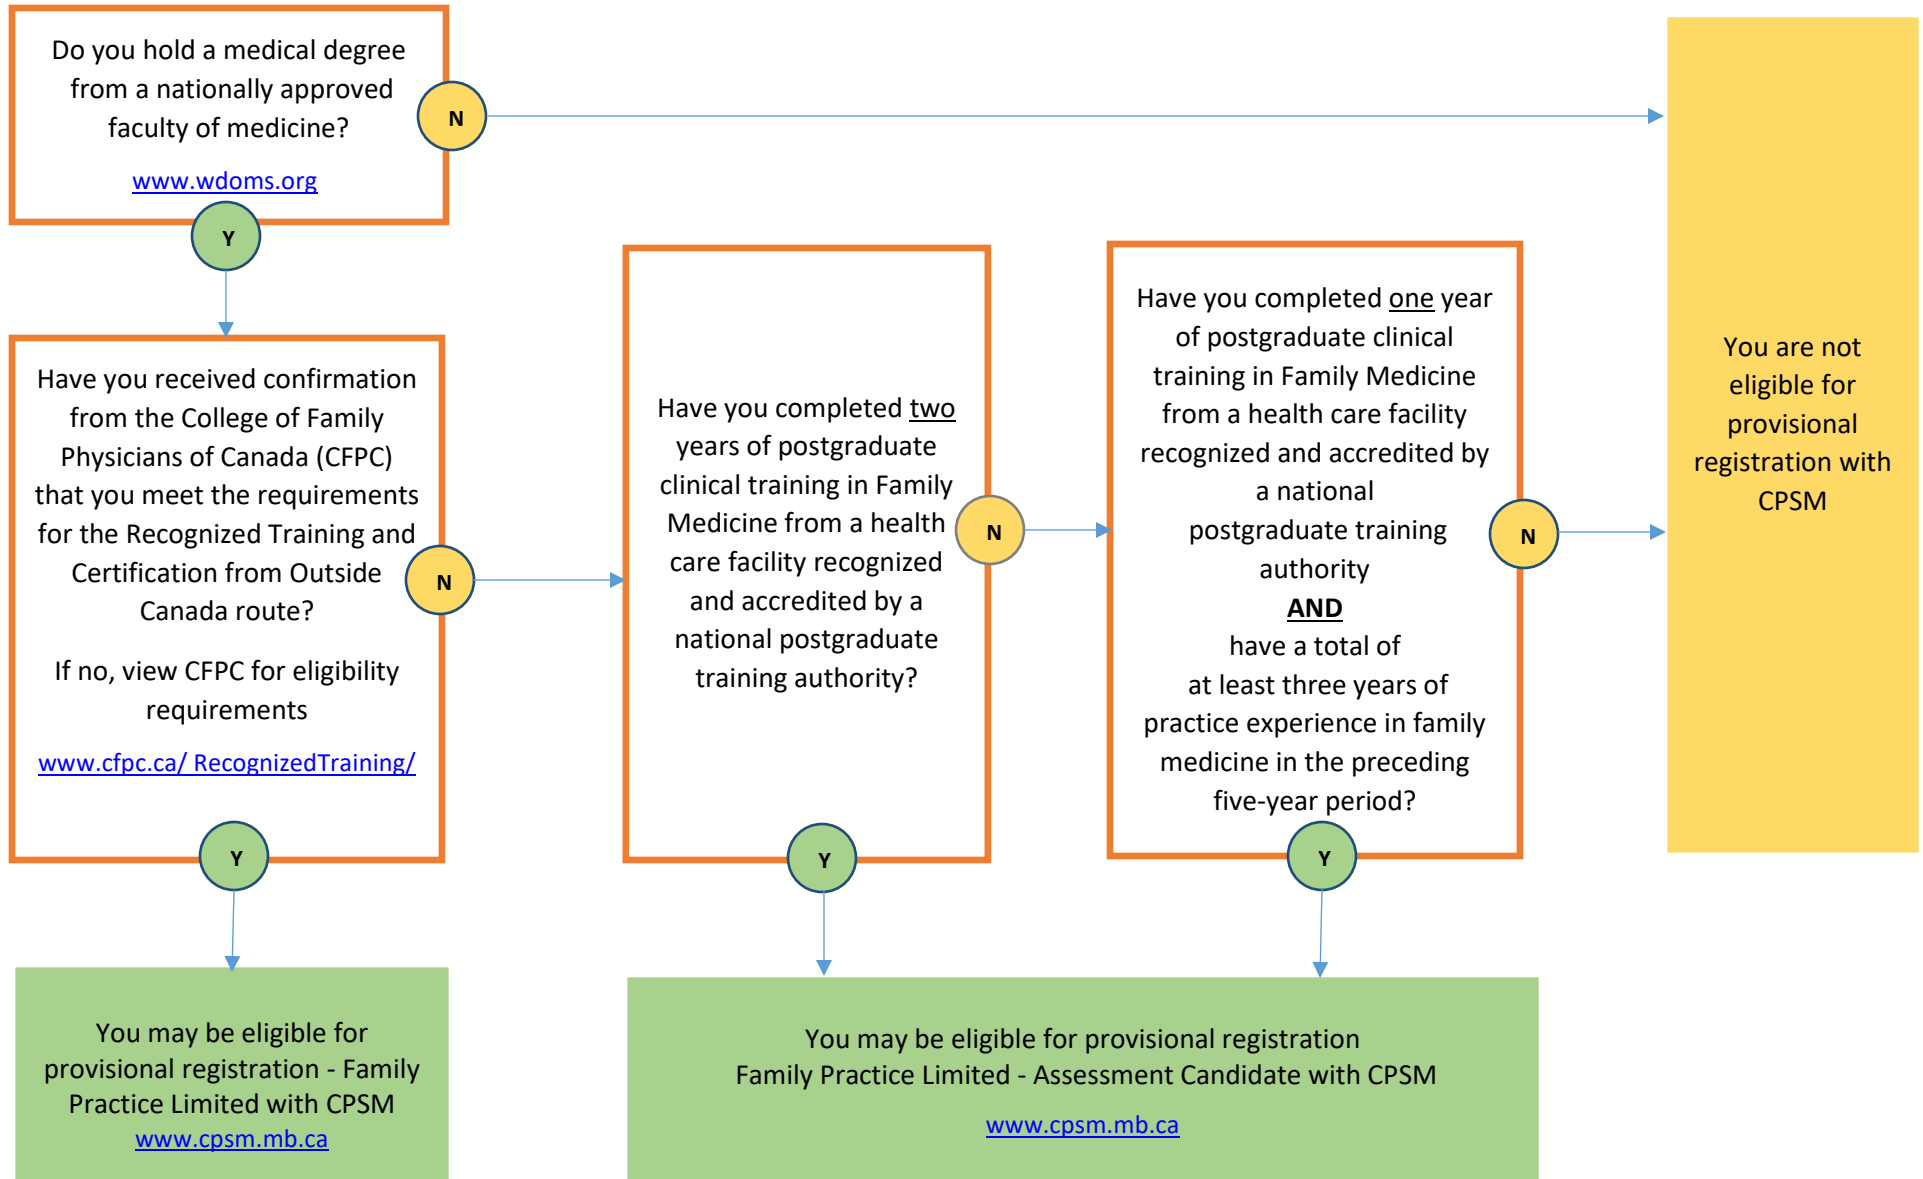 Do you hold a medical degree
from a nationally approved
faculty of medicine?
www.wdoms.org
N
Y
Have you received confirmation
from the College of Family
Physicians of Canada (CFPC)
that you meet the requirements
for the Recognized Training and
Certification from Outside
Canada route?
If no, view CFPC for eligibility
requirements
www.cfpc.ca/ RecognizedTraining/
N
Y
Have you completed two
years of postgraduate
clinical training in Family
Medicine from a health
care facility recognized
and accredited by a
national postgraduate
training authority?
N
Y
Have you completed one year
of postgraduate clinical
training in Family Medicine
from a health care facility
recognized and accredited by
a national
postgraduate training
authority
AND
have a total of
at least three years of
practice experience in family
medicine in the preceding
five-year period?
N
Y
You are not
eligible for
provisional
registration with
CPSM
You may be eligible for
provisional registration - Family
Practice Limited with CPSM
www.cpsm.mb.ca
You may be eligible for provisional registration
Family Practice Limited - Assessment Candidate with CPSM
www.cpsm.mb.ca